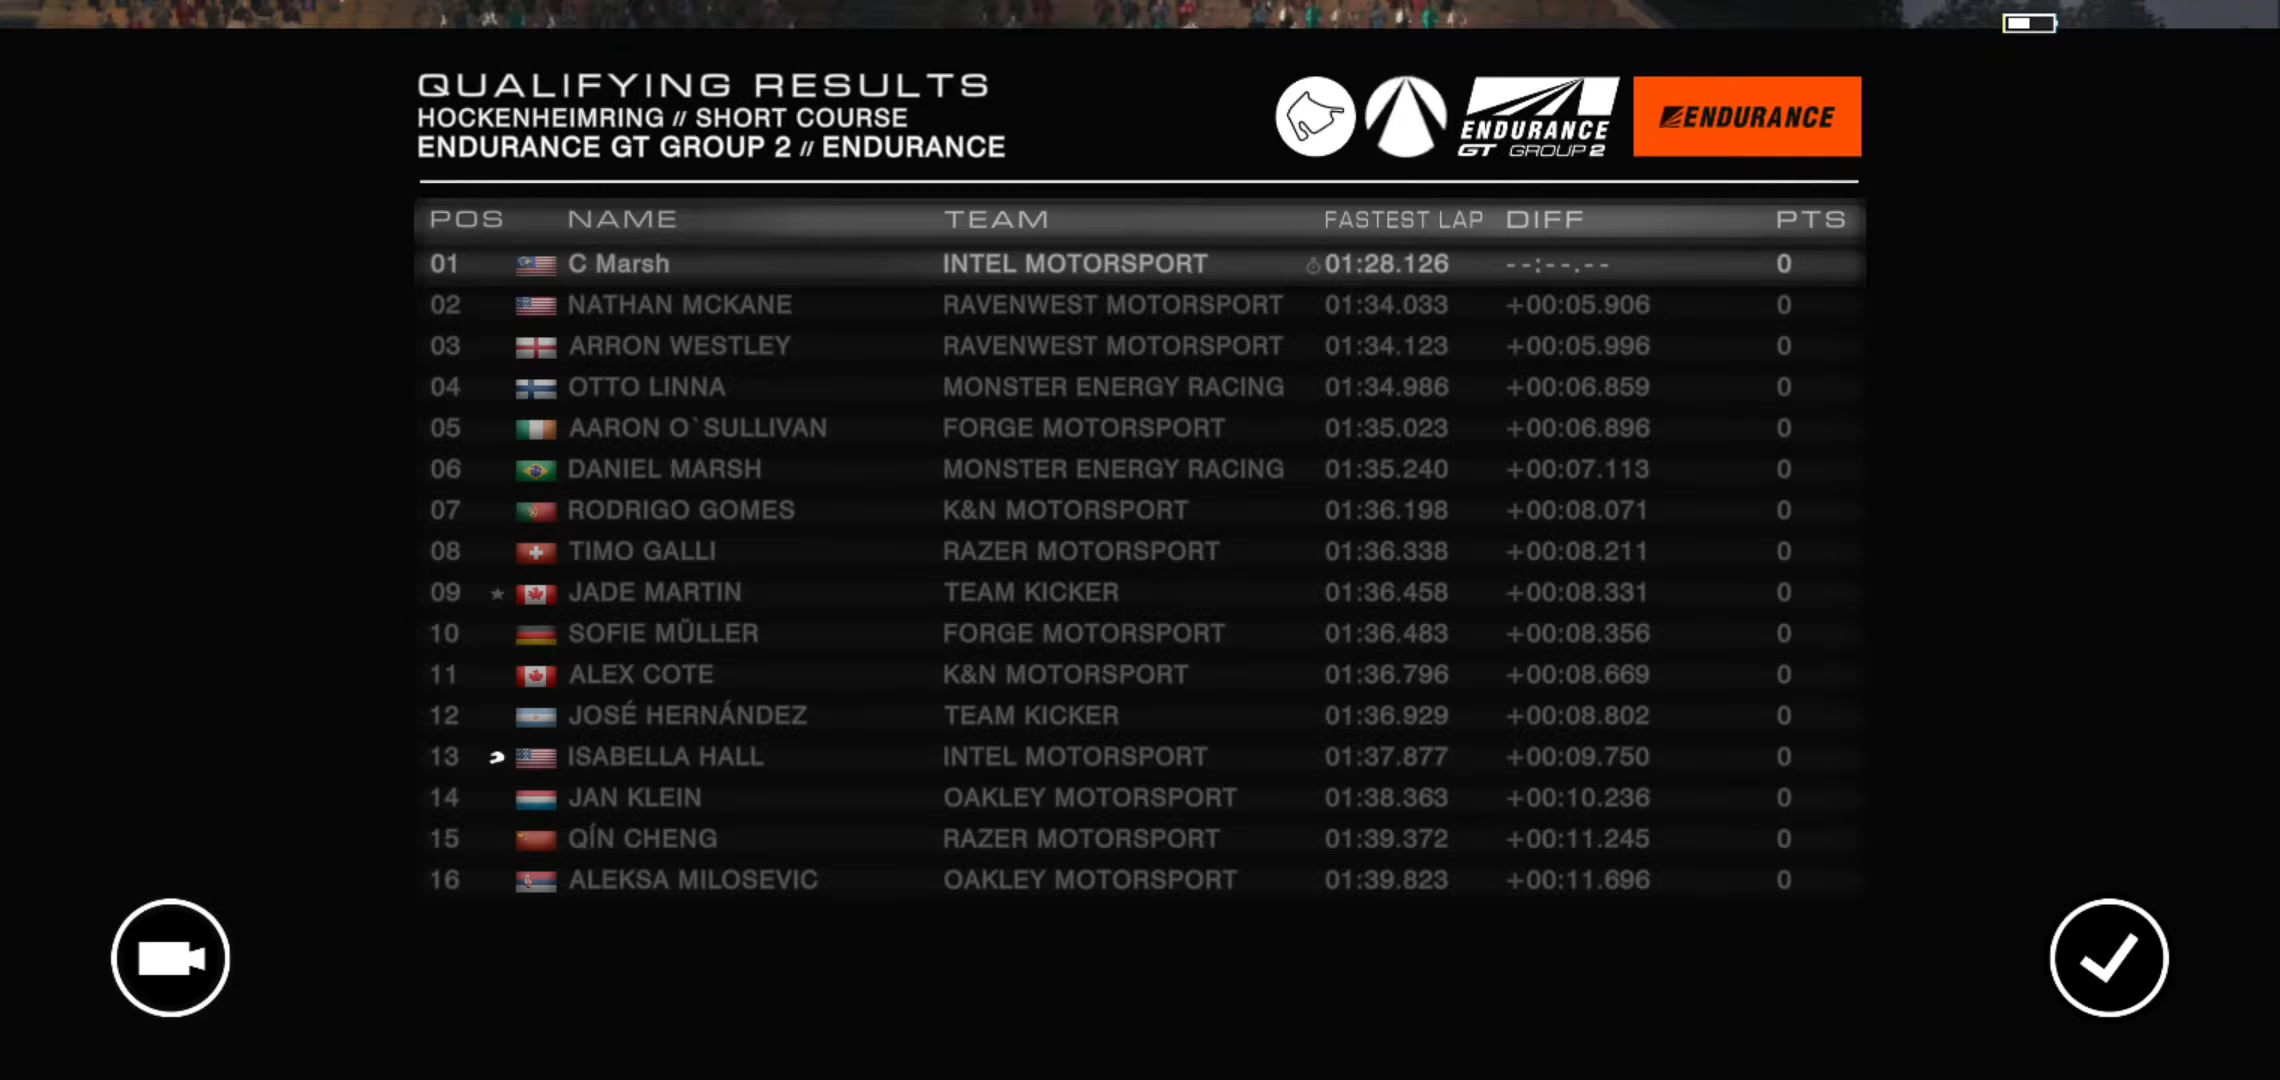 QUALIFYING RESULTS
HOCKENHEIMRING // SHORT COURSE
ENDURANCE GT GROUP 2 // ENDURANCE
ENDURANCE
GT GROUP 2
ENDURANCE
POS NAME TEAM FASTEST LAP DIFF PTS
01 C Marsh INTEL MOTORSPORT 01:28.126 --:--.-- 0
02 NATHAN MCKANE RAVENWEST MOTORSPORT 01:34.033 +00:05.906 0
03 ARRON WESTLEY RAVENWEST MOTORSPORT 01:34.123 +00:05.996 0
04 OTTO LINNA MONSTER ENERGY RACING 01:34.986 +00:06.859 0
05 AARON O`SULLIVAN FORGE MOTORSPORT 01:35.023 +00:06.896 0
06 DANIEL MARSH MONSTER ENERGY RACING 01:35.240 +00:07.113 0
07 RODRIGO GOMES K&N MOTORSPORT 01:36.198 +00:08.071 0
08 TIMO GALLI RAZER MOTORSPORT 01:36.338 +00:08.211 0
09 JADE MARTIN TEAM KICKER 01:36.458 +00:08.331 0
10 SOFIE MÜLLER FORGE MOTORSPORT 01:36.483 +00:08.356 0
11 ALEX COTE K&N MOTORSPORT 01:36.796 +00:08.669 0
12 JOSÉ HERNÁNDEZ TEAM KICKER 01:36.929 +00:08.802 0
13 ISABELLA HALL INTEL MOTORSPORT 01:37.877 +00:09.750 0
14 JAN KLEIN OAKLEY MOTORSPORT 01:38.363 +00:10.236 0
15 QÍN CHENG RAZER MOTORSPORT 01:39.372 +00:11.245 0
16 ALEKSA MILOSEVIC OAKLEY MOTORSPORT 01:39.823 +00:11.696 0